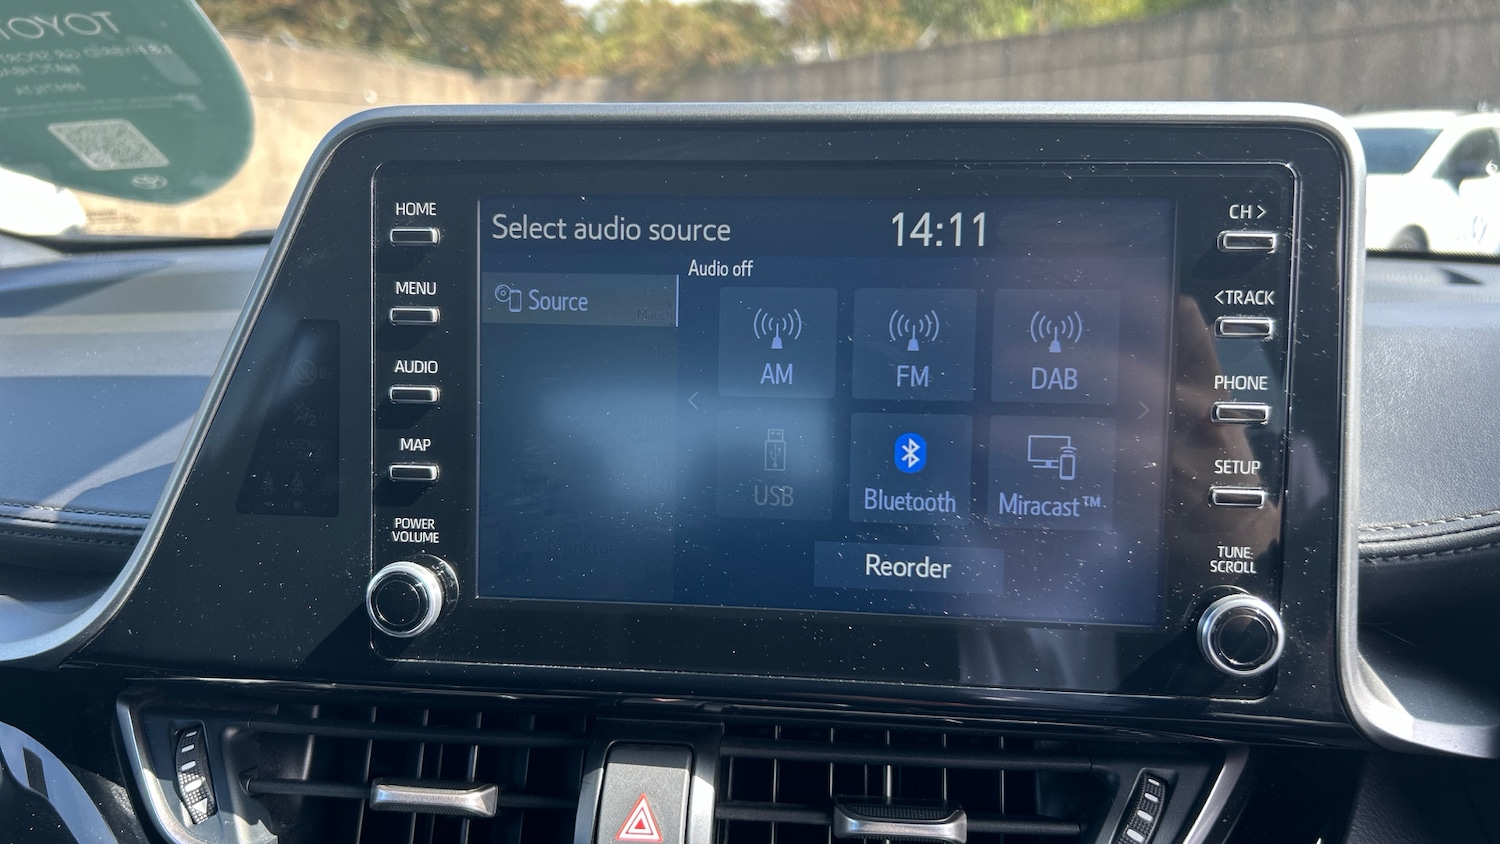 HOME
MENU
AUDIO
MAP
POWER
VOLUME
Select audio source
14:11
Audio off
Source
AM
FM
DAB
USB
Bluetooth
Miracast™
Reorder
CH >
<TRACK
PHONE
SETUP
TUNE
SCROLL
PASSENGER